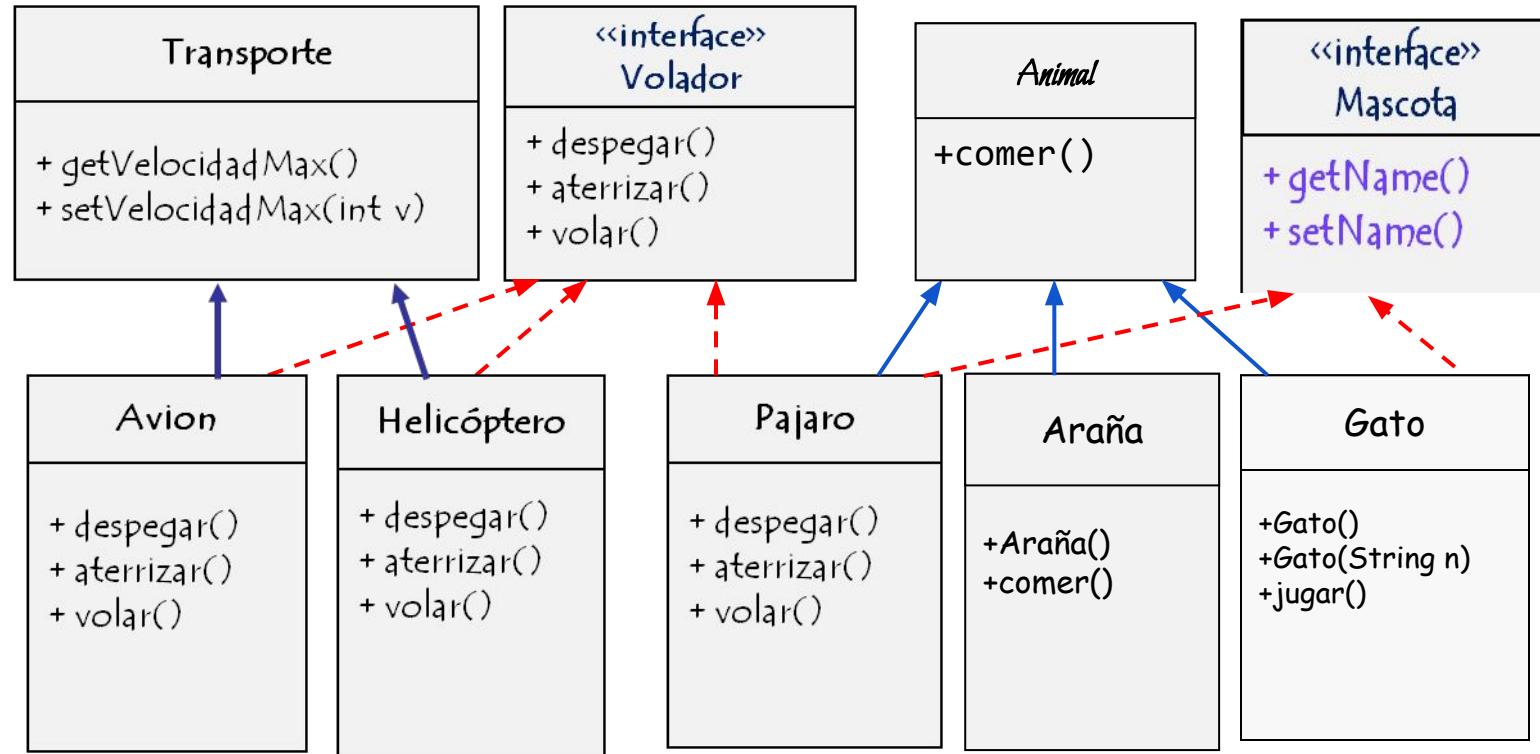 Transporte
+ getVelocidadMax()
+ setVelocidadMax(int v)
<<interface>>
Volador
+ despegar()
+ aterrizar()
+ volar()
Animal
+comer()
<<interface>>
Mascota
+ getName()
+ setName()
Avion
+ despegar()
+ aterrizar()
+ volar()
Helicóptero
+ despegar()
+ aterrizar()
+ volar()
Pajaro
+ despegar()
+ aterrizar()
+ volar()
Araña
+Araña()
+comer()
Gato
+Gato()
+Gato(String n)
+jugar()